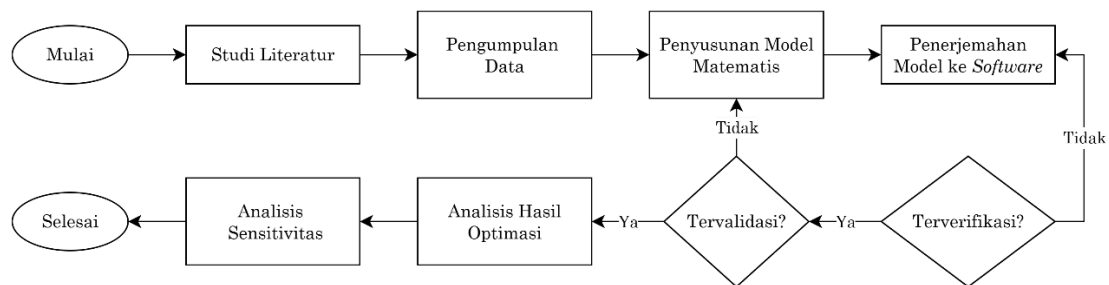 Mulai
Studi Literatur
Pengumpulan
Data
Penyusunan Model
Matematis
Penerjemahan
Model ke Software
Tidak
Tidak
Terverifikasi?
Ya
Tervalidasi?
Ya
Analisis Hasil
Optimasi
Analisis
Sensitivitas
Selesai